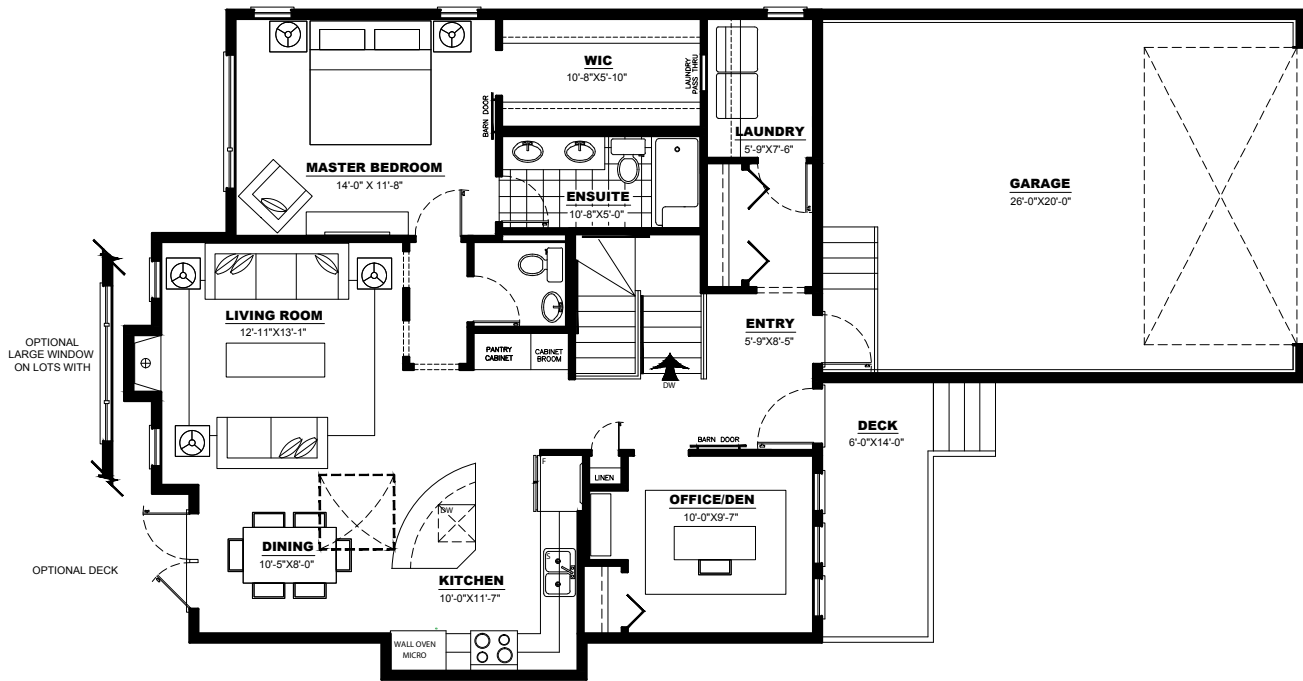 WIC
10'-8"X5'-10"
LAUNDRY
PASS THRU
BARN DOOR
LAUNDRY
5'-9"X7'-6"
MASTER BEDROOM
14'-0" X 11'-8"
ENSUITE
10'-8"X5'-0"
GARAGE
26'-0"X20'-0"
LIVING ROOM
12'-11"X13'-1"
OPTIONAL
LARGE WINDOW
ON LOTS WITH
PANTRY
CABINET
CABINET
BROOM
ENTRY
5'-9"X8'-5"
DW
DECK
6'-0"X14'-0"
BARN DOOR
LINEN
F
OFFICE/DEN
10'-0"X9'-7"
DW
DINING
10'-5"X8'-0"
S
OPTIONAL DECK
KITCHEN
10'-0"X11'-7"
WALL OVEN
MICRO